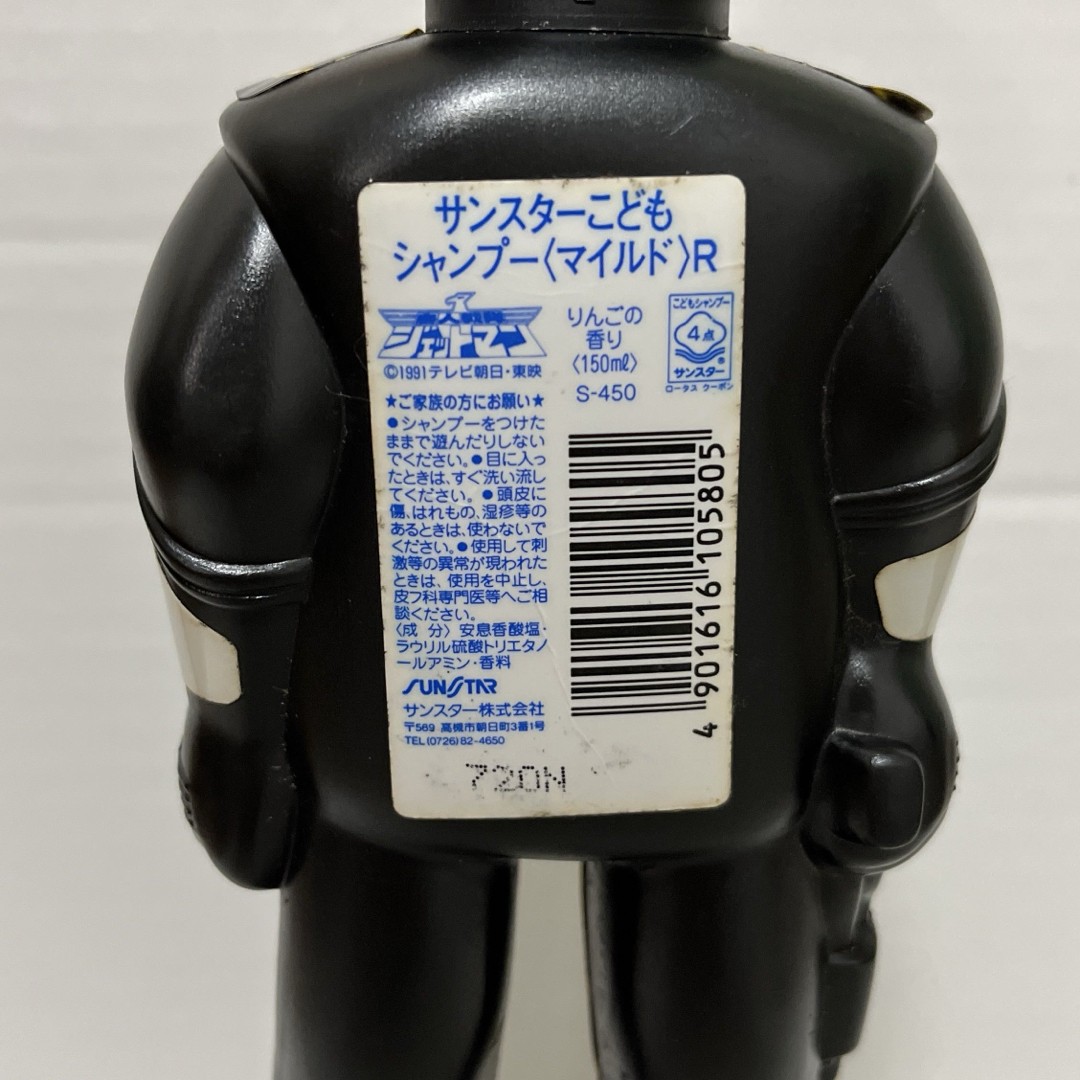 サンスターこども
シャンプー〈マイルド〉R
鳥人戦隊
ジェットマン
©1991テレビ朝日・東映
りんごの
香り
〈150mℓ〉
S-450
こどもシャンプー
4点
サンスター®
ロータス クーポン
★ご家族の方にお願い★
●シャンプーをつけた
ままで遊んだりしない
でください。●目に入っ
たときは、すぐ洗い流し
てください。●頭皮に
傷、はれもの、湿疹等の
あるときは、使わないで
ください。●使用して刺
激等の異常が現われた
ときは、使用を中止し、
皮フ科専門医等へご相
談ください。
〈成 分〉安息香酸塩・
ラウリル硫酸トリエタノ
ールアミン・香料
SUNSTAR
サンスター株式会社
〒569 高槻市朝日町3番1号
TEL(0726)82-4650
4901616105805
720N